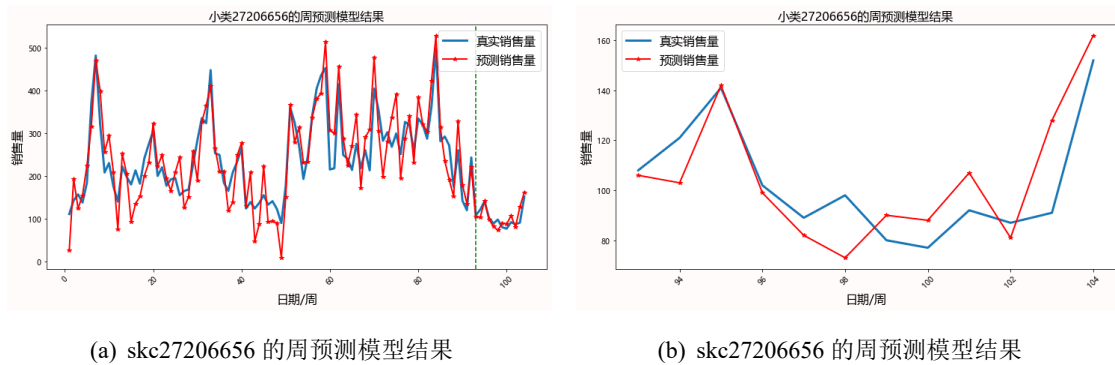 小类27206656的周预测模型结果
真实销售量
预测销售量
销售量
500
400
300
200
100
0
0
20
40
60
80
100
日期/周
小类27206656的周预测模型结果
真实销售量
预测销售量
销售量
160
140
120
100
80
94
96
98
100
102
104
日期/周
(a) skc27206656 的周预测模型结果
(b) skc27206656 的周预测模型结果